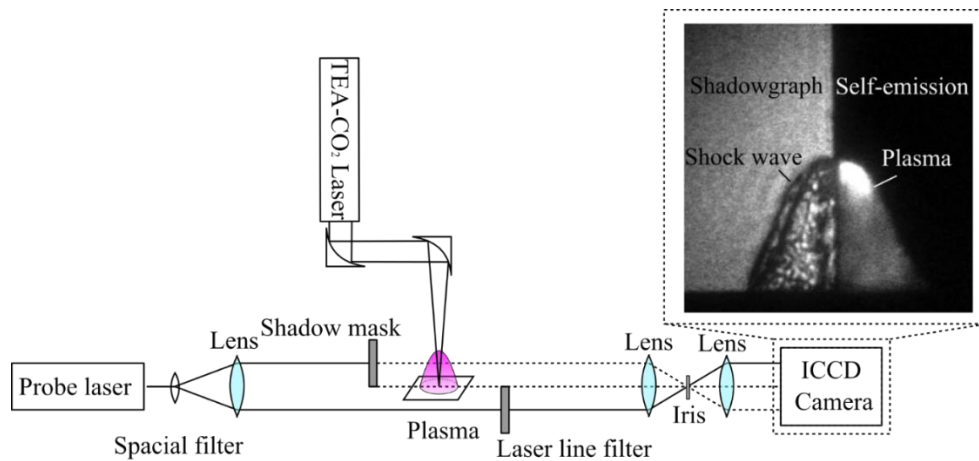 Shadowgraph
Self-emission
Shock wave
Plasma
TEA-CO₂ Laser
Shadow mask
Lens
Lens
Lens
Probe laser
ICCD
Camera
Iris
Plasma
Spacial filter
Laser line filter